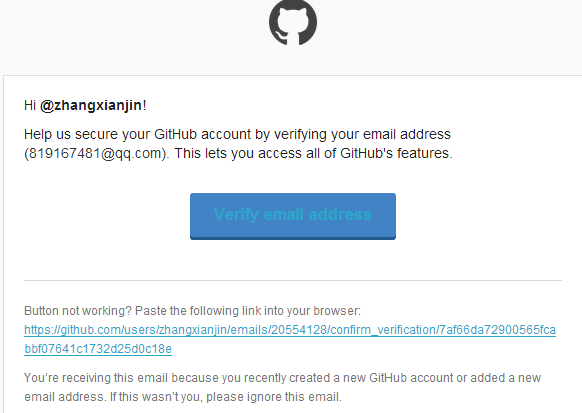 Hi @zhangxianjin!
Help us secure your GitHub account by verifying your email address
(819167481@qq.com). This lets you access all of GitHub's features.
Verify email address
Button not working? Paste the following link into your browser:
https://github.com/users/zhangxianjin/emails/20554128/confirm_verification/7af66da72900565fca
bbf07641c1732d25d0c18e
You're receiving this email because you recently created a new GitHub account or added a new
email address. If this wasn't you, please ignore this email.